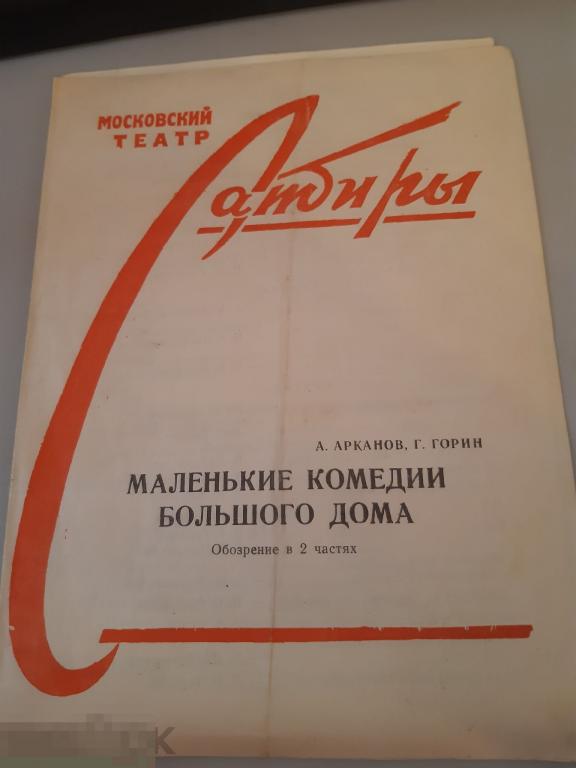 МОСКОВСКИЙ
ТЕАТР
Сатиры
А. АРКАНОВ, Г. ГОРИН
МАЛЕНЬКИЕ КОМЕДИИ
БОЛЬШОГО ДОМА
Обозрение в 2 частях